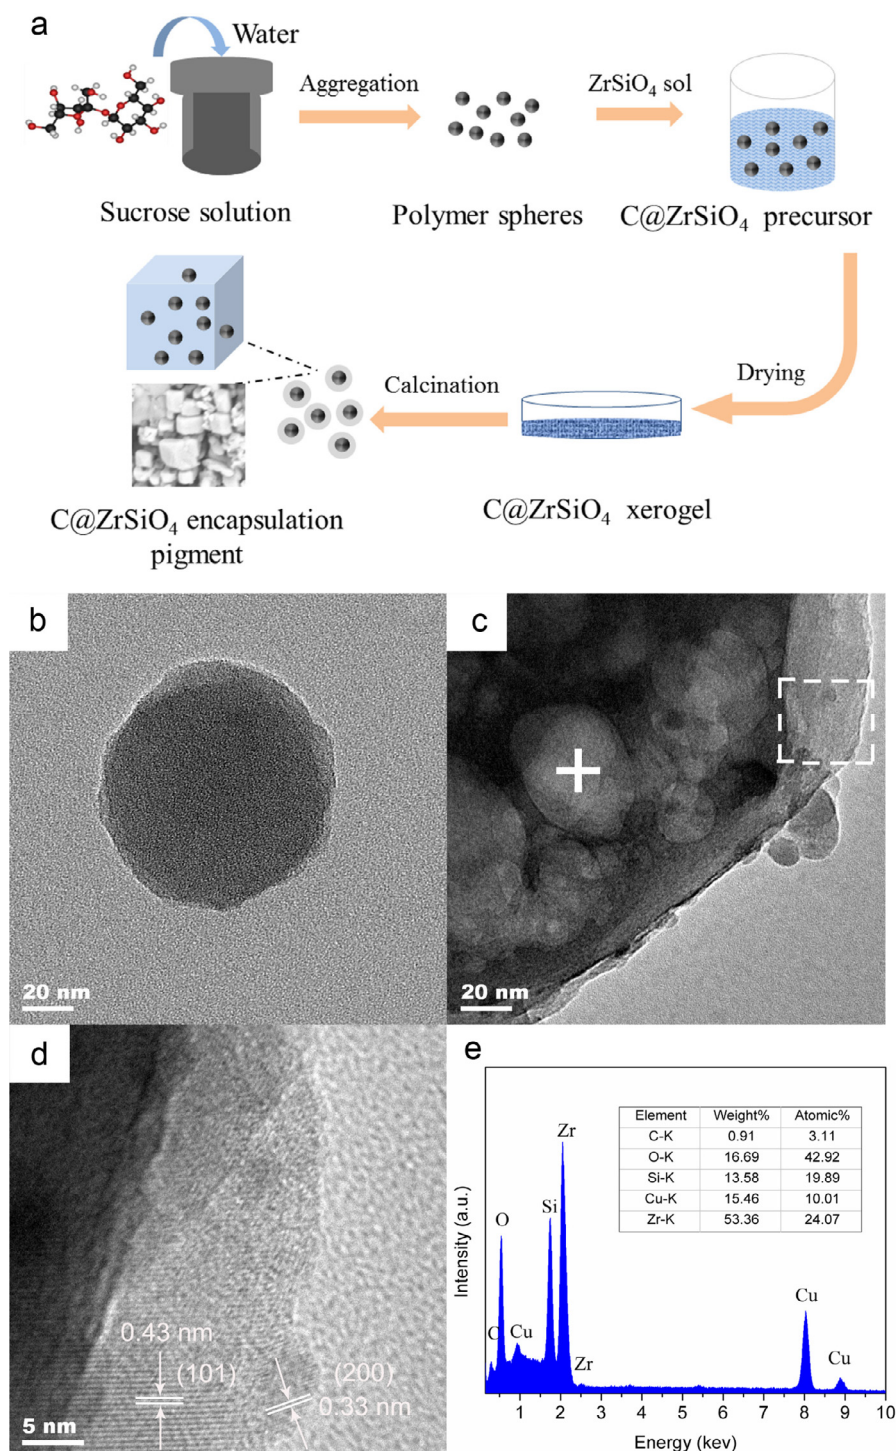 a
Water
Aggregation
ZrSiO₄ sol
Sucrose solution
Polymer spheres
C@ZrSiO₄ precursor
Drying
Calcination
C@ZrSiO₄ xerogel
C@ZrSiO₄ encapsulation
pigment
b
20 nm
c
20 nm
d
0.43 nm
(101)
(200)
0.33 nm
5 nm
e
Element Weight% Atomic%
C-K 0.91 3.11
O-K 16.69 42.92
Si-K 13.58 19.89
Cu-K 15.46 10.01
Zr-K 53.36 24.07
Zr
Si
O
C
Cu
Zr
Cu
Cu
Intensity (a.u.)
1 2 3 4 5 6 7 8 9 10
Energy (kev)